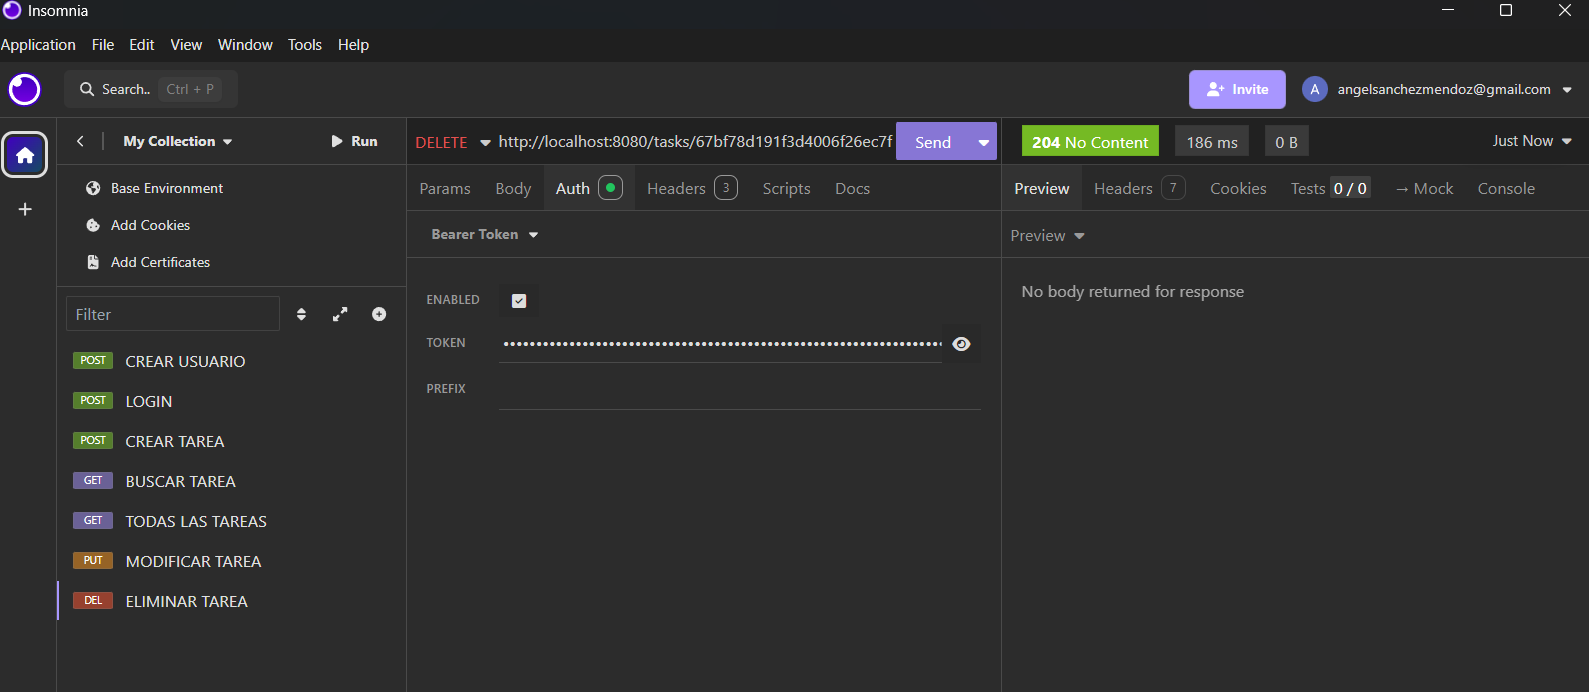 Insomnia
Application File Edit View Window Tools Help
Search.. Ctrl + P
Invite
A angelsanchezmendoz@gmail.com
My Collection Run
DELETE http://localhost:8080/tasks/67bf78d191f3d4006f26ec7f Send
204 No Content 186 ms 0 B Just Now
Base Environment
Add Cookies
Add Certificates
Params Body Auth Headers 3 Scripts Docs
Preview Headers 7 Cookies Tests 0 / 0 → Mock Console
Bearer Token
Preview
ENABLED
No body returned for response
Filter
TOKEN ••••••••••••••••••••••••••••••••••••••••••••••••••••••••••••••••
PREFIX
POST CREAR USUARIO
POST LOGIN
POST CREAR TAREA
GET BUSCAR TAREA
GET TODAS LAS TAREAS
PUT MODIFICAR TAREA
DEL ELIMINAR TAREA